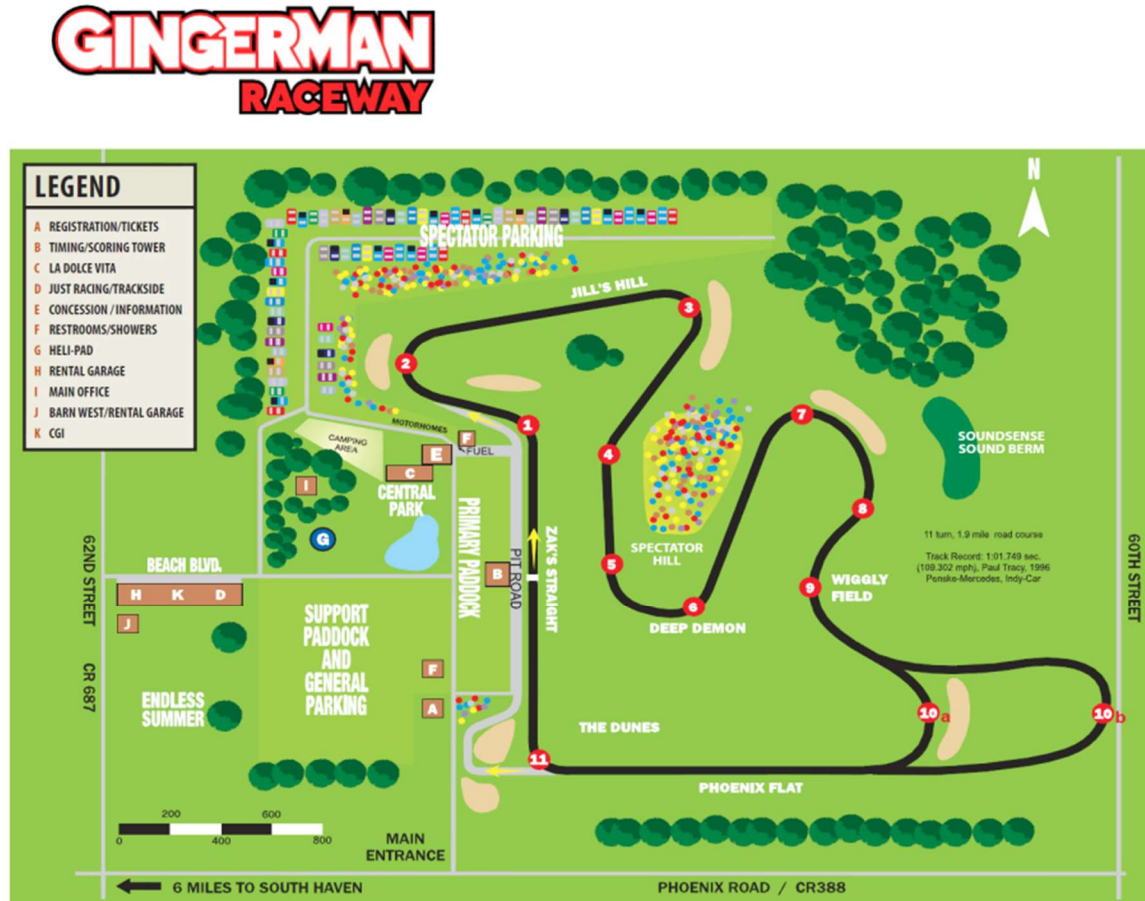 GINGERMAN
RACEWAY
LEGEND
A REGISTRATION/TICKETS
B TIMING/SCORING TOWER
C LA DOLCE VITA
D JUST RACING/TRACKSIDE
E CONCESSION / INFORMATION
F RESTROOMS/SHOWERS
G HELI-PAD
H RENTAL GARAGE
I MAIN OFFICE
J BARN WEST/RENTAL GARAGE
K CGI
N
SPECTATOR PARKING
JILL'S HILL
3
2
7
1
MOTORHOMES
CAMPING
AREA
F
FUEL
E
C
CENTRAL
PARK
I
G
4
SPECTATOR
HILL
8
SOUNDSENSE
SOUND BERM
11 turn, 1.9 mile road course
Track Record: 1:01.749 sec.
(109.302 mph), Paul Tracy, 1996
Penske-Mercedes, Indy-Car
62ND STREET
CR 687
60TH STREET
BEACH BLVD.
H K D
J
PRIMARY PADDOCK
B
PIT ROAD
ZAK'S STRAIGHT
5
6
DEEP DEMON
9
WIGGLY
FIELD
SUPPORT
PADDOCK
AND
GENERAL
PARKING
ENDLESS
SUMMER
F
A
THE DUNES
10 a
10 b
11
PHOENIX FLAT
200 600
0 400 800
MAIN
ENTRANCE
6 MILES TO SOUTH HAVEN
PHOENIX ROAD / CR388